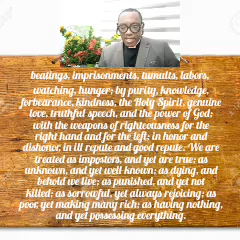 beatings, imprisonments, tumults, labors,
watching, hunger; by purity, knowledge,
forbearance, kindness, the Holy Spirit, genuine
love, truthful speech, and the power of God;
with the weapons of righteousness for the
right hand and for the left; in honor and
dishonor, in ill repute and good repute. We are
treated as impostors, and yet are true; as
unknown, and yet well known; as dying, and
behold we live; as punished, and yet not
killed; as sorrowful, yet always rejoicing; as
poor, yet making many rich; as having nothing,
and yet possessing everything.